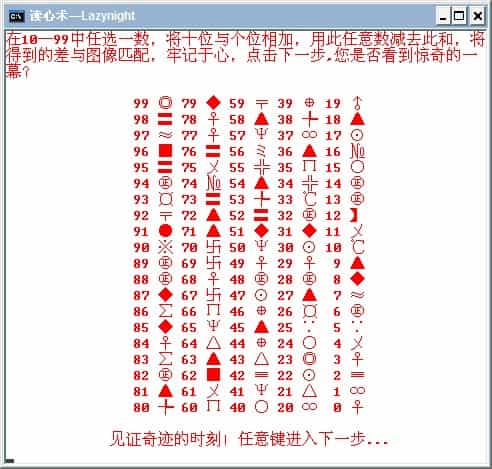 读心术—Lazynight
在10—99中任选一数，将十位与个位相加，用此任意数减去此和，将
得到的差与图像匹配，牢记于心，点击下一步.您是否看到惊奇的一
幕?
99 ◎ 79 ◆ 59 〒 39 ⊕ 19 ♂
98 〓 78 ♀ 58 ▲ 38 ╋ 18 ▲
97 ≈ 77 ♀ 57 Ψ 37 ∞ 17 ⊙
96 ■ 76 〓 56 ミ 36 ▲ 16 №
95 〓 75 〤 55 ╬ 35 ∏ 15 ○
94 ㊣ 74 № 54 ▲ 34 ╬ 14 ㊣
93 ¤ 73 〓 53 ╋ 33 ℃ 13 ㊣
92 〒 72 ▲ 52 〓 32 ㊣ 12 】
91 ● 71 ▲ 51 ◆ 31 ◆ 11 〤
90 ※ 70 卐 50 Ψ 30 ⊙ 10 ℃
89 ㊣ 69 卐 49 ♀ 29 ♀ 9 ▲
88 ㊣ 68 ♀ 48 ㊣ 28 ㊣ 8 ◆
87 ◆ 67 卐 47 ⊙ 27 ▲ 7 ≈
86 ∑ 66 ∏ 46 ♀ 26 ¤ 6 ㊣
85 ◆ 65 Ψ 45 ▲ 25 ∵ 5 ∵
84 ♀ 64 △ 44 ⊕ 24 ○ 4 〤
83 ∑ 63 ▲ 43 △ 23 ◎ 3 ♀
82 ㊣ 62 ■ 42 ≡ 22 ⊙ 2 ≡
81 ▲ 61 〤 41 Ψ 21 △ 1 ∞
80 ╋ 60 ∏ 40 ○ 20 ∞ 0 ♀
见证奇迹的时刻！任意键进入下一步...